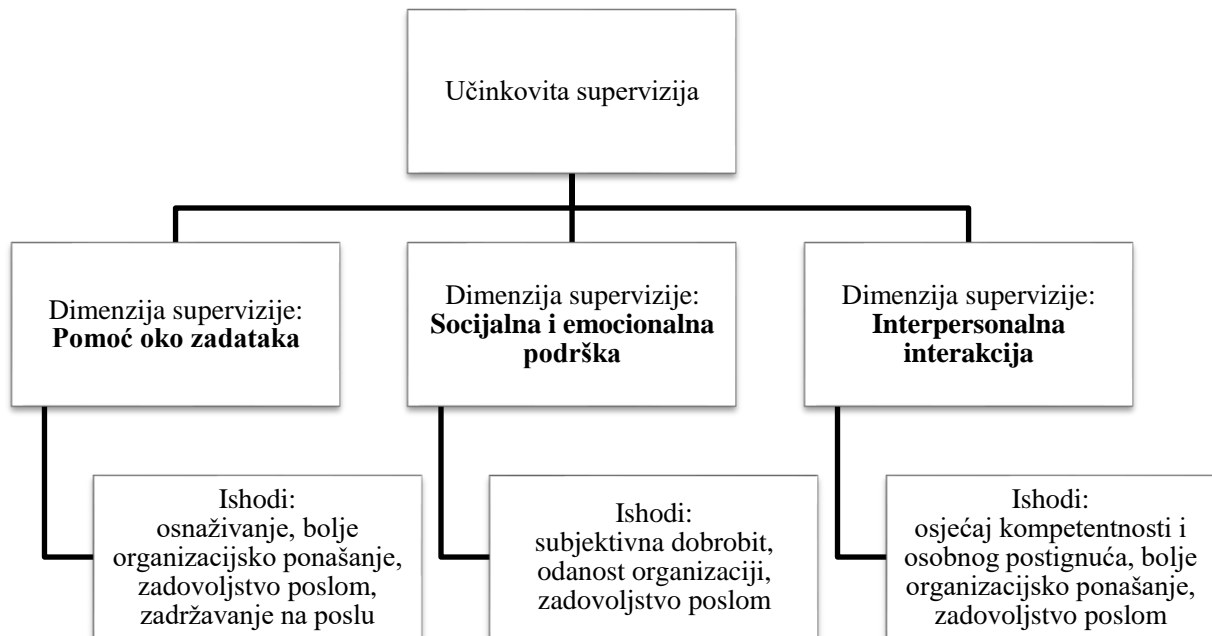 Učinkovita supervizija
Dimenzija supervizije:
Pomoć oko zadataka
Dimenzija supervizije:
Socijalna i emocionalna
podrška
Dimenzija supervizije:
Interpersonalna
interakcija
Ishodi:
osnaživanje, bolje
organizacijsko ponašanje,
zadovoljstvo poslom,
zadržavanje na poslu
Ishodi:
subjektivna dobrobit,
odanost organizaciji,
zadovoljstvo poslom
Ishodi:
osjećaj kompetentnosti i
osobnog postignuća, bolje
organizacijsko ponašanje,
zadovoljstvo poslom